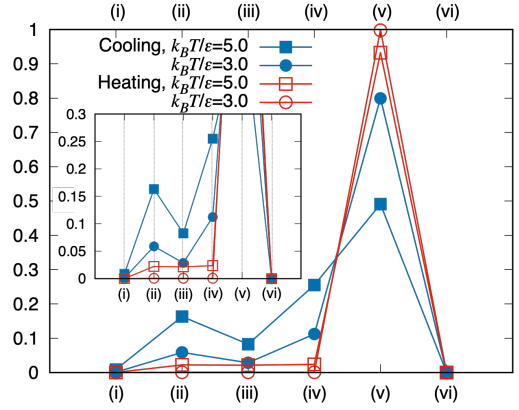 (i) (ii) (iii) (iv) (v) (vi)
1
Cooling, k_BT/ε=5.0
k_BT/ε=3.0
Heating, k_BT/ε=5.0
k_BT/ε=3.0
0.9
0.8
0.7
0.6
0.5
0.4
0.3
0.2
0.1
0
0.3
0.25
0.2
0.15
0.1
0.05
0
(i) (ii) (iii) (iv) (v) (vi)
(i) (ii) (iii) (iv) (v) (vi)